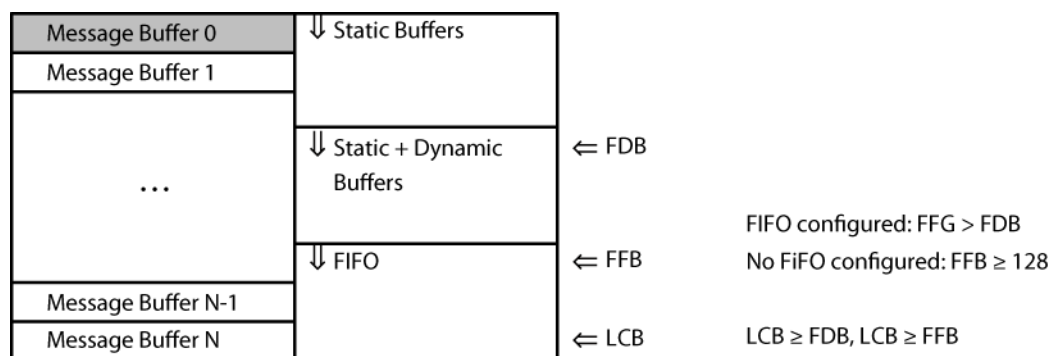 Message Buffer 0
⇓ Static Buffers
Message Buffer 1
⇓ Static + Dynamic
Buffers
⇐ FDB
...
FIFO configured: FFG > FDB
⇓ FIFO
⇐ FFB
No FiFO configured: FFB ≥ 128
Message Buffer N-1
Message Buffer N
⇐ LCB
LCB ≥ FDB, LCB ≥ FFB